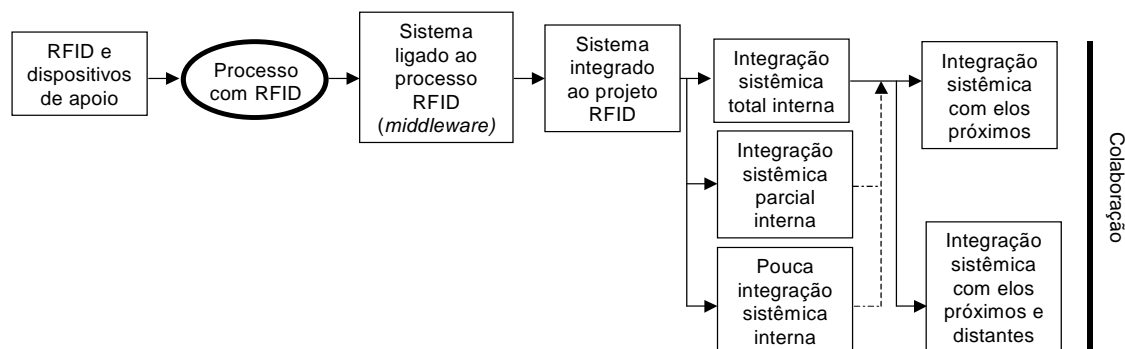 RFID e
dispositivos
de apoio
Processo
com RFID
Sistema
ligado ao
processo
RFID
(middleware)
Sistema
integrado
ao projeto
RFID
Integração
sistêmica
total interna
Integração
sistêmica
parcial
interna
Pouca
integração
sistêmica
interna
Integração
sistêmica
com elos
próximos
Integração
sistêmica
com elos
próximos e
distantes
Colaboração